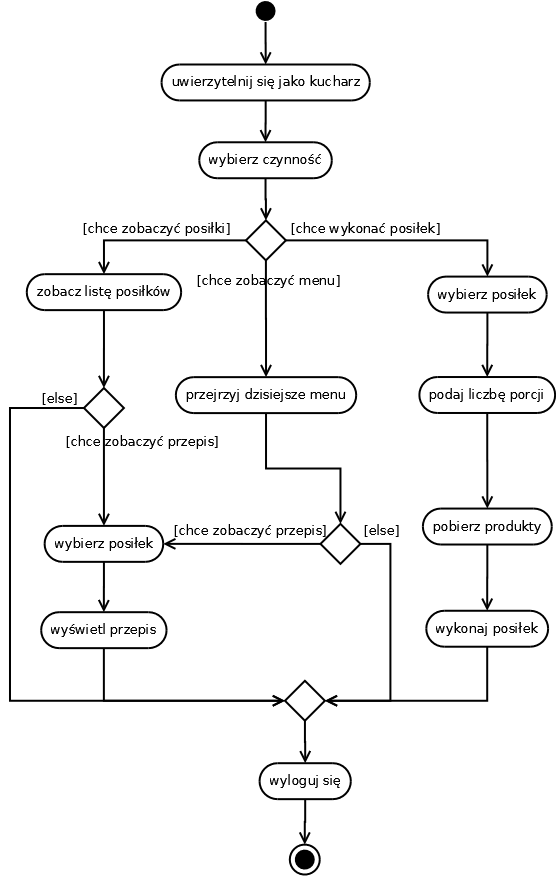 uwierzytelnij się jako kucharz
wybierz czynność
[chce zobaczyć posiłki]
[chce wykonać posiłek]
[chce zobaczyć menu]
zobacz listę posiłków
wybierz posiłek
przejrzyj dzisiejsze menu
podaj liczbę porcji
[else]
[chce zobaczyć przepis]
[chce zobaczyć przepis]
[else]
pobierz produkty
wybierz posiłek
wyświetl przepis
wykonaj posiłek
wyloguj się